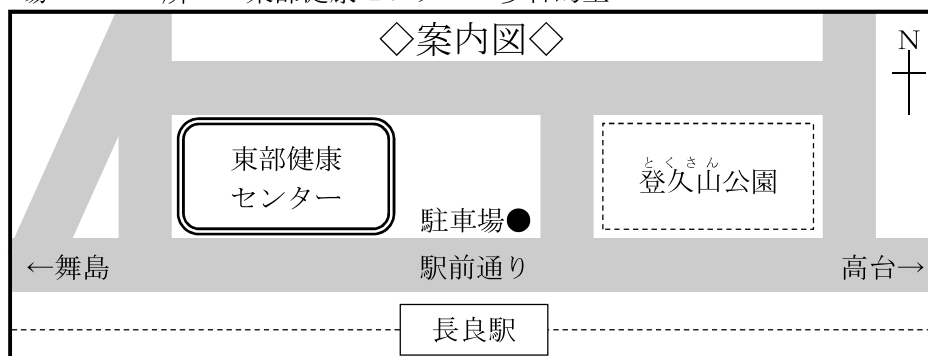 ◇案内図◇
N
東部健康
センター
とくさん
登久山公園
駐車場●
←舞島
駅前通り
高台→
長良駅